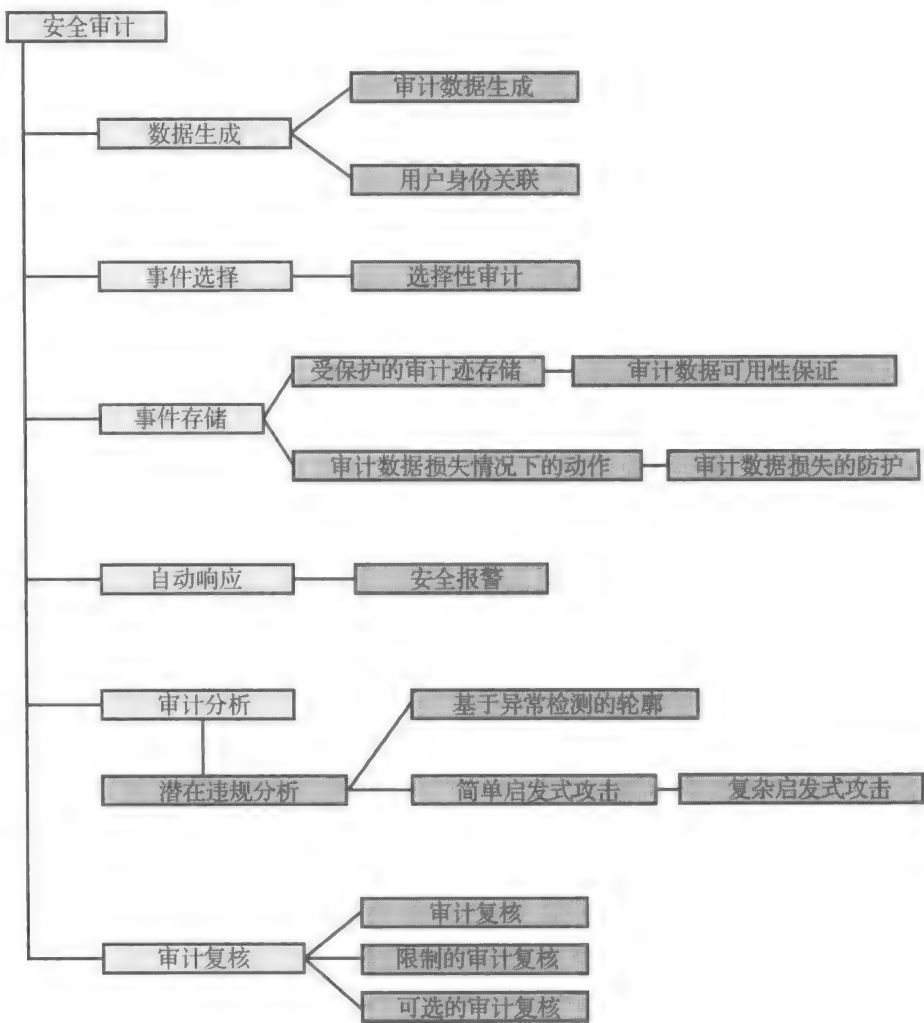 安全审计
审计数据生成
数据生成
用户身份关联
事件选择
选择性审计
受保护的审计迹存储
审计数据可用性保证
事件存储
审计数据损失情况下的动作
审计数据损失的防护
自动响应
安全报警
审计分析
基于异常检测的轮廓
潜在违规分析
简单启发式攻击
复杂启发式攻击
审计复核
审计复核
限制的审计复核
可选的审计复核